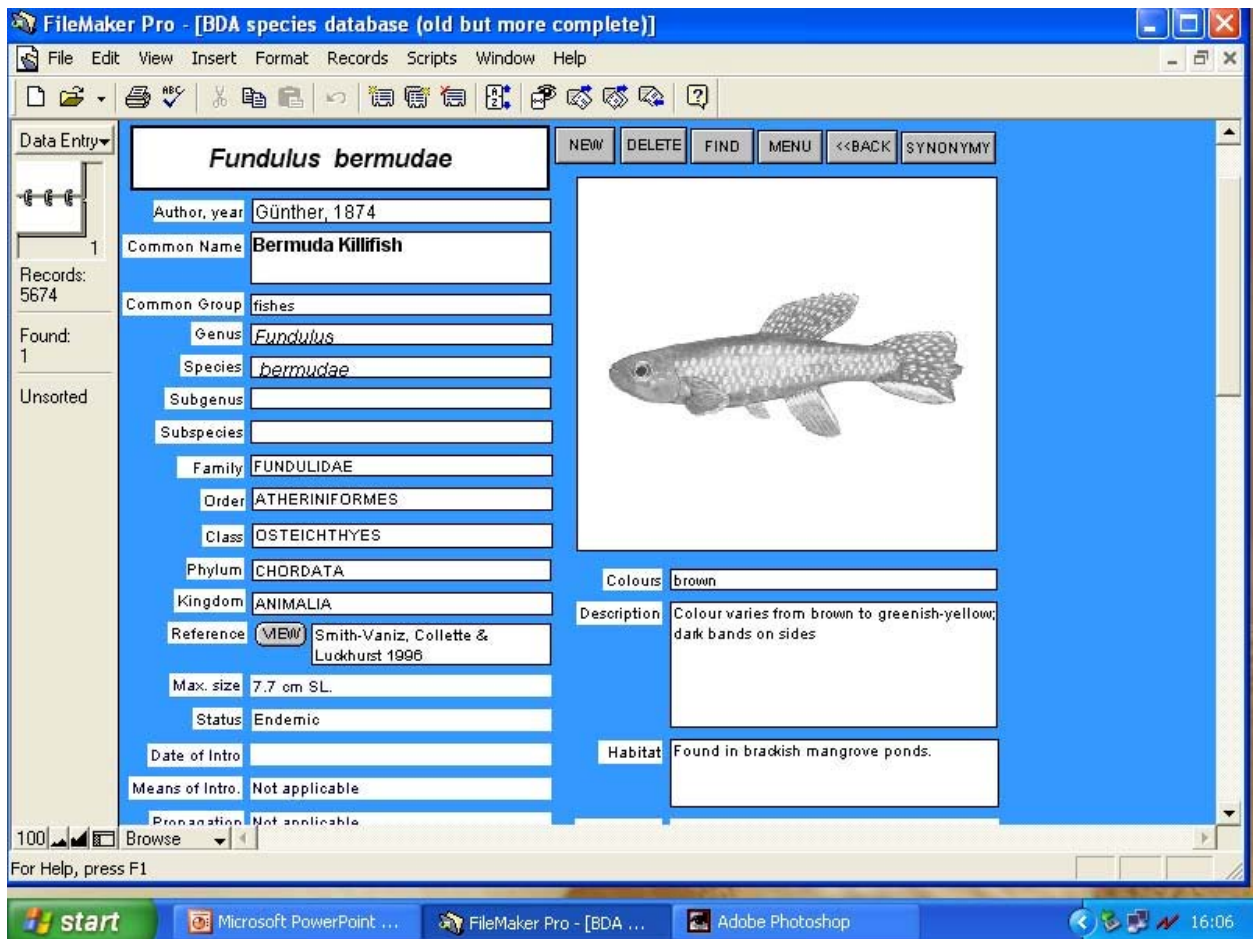 FileMaker Pro - [BDA species database (old but more complete)]
File Edit View Insert Format Records Scripts Window Help
ABC
Data Entry
1
Records:
5674
Found:
1
Unsorted
Fundulus bermudae
NEW DELETE FIND MENU <<BACK SYNONYMY
Author, year Günther, 1874
Common Name Bermuda Killifish
Common Group fishes
Genus Fundulus
Species bermudae
Subgenus
Subspecies
Family FUNDULIDAE
Order ATHERINIFORMES
Class OSTEICHTHYES
Phylum CHORDATA
Kingdom ANIMALIA
Reference VIEW Smith-Vaniz, Collette &
Luckhurst 1996
Max. size 7.7 cm SL.
Status Endemic
Date of Intro
Means of Intro. Not applicable
Propagation Not applicable
Colours brown
Description Colour varies from brown to greenish-yellow;
dark bands on sides
Habitat Found in brackish mangrove ponds.
100 Browse
For Help, press F1
start Microsoft PowerPoint ... FileMaker Pro - [BDA ... Adobe Photoshop 16:06